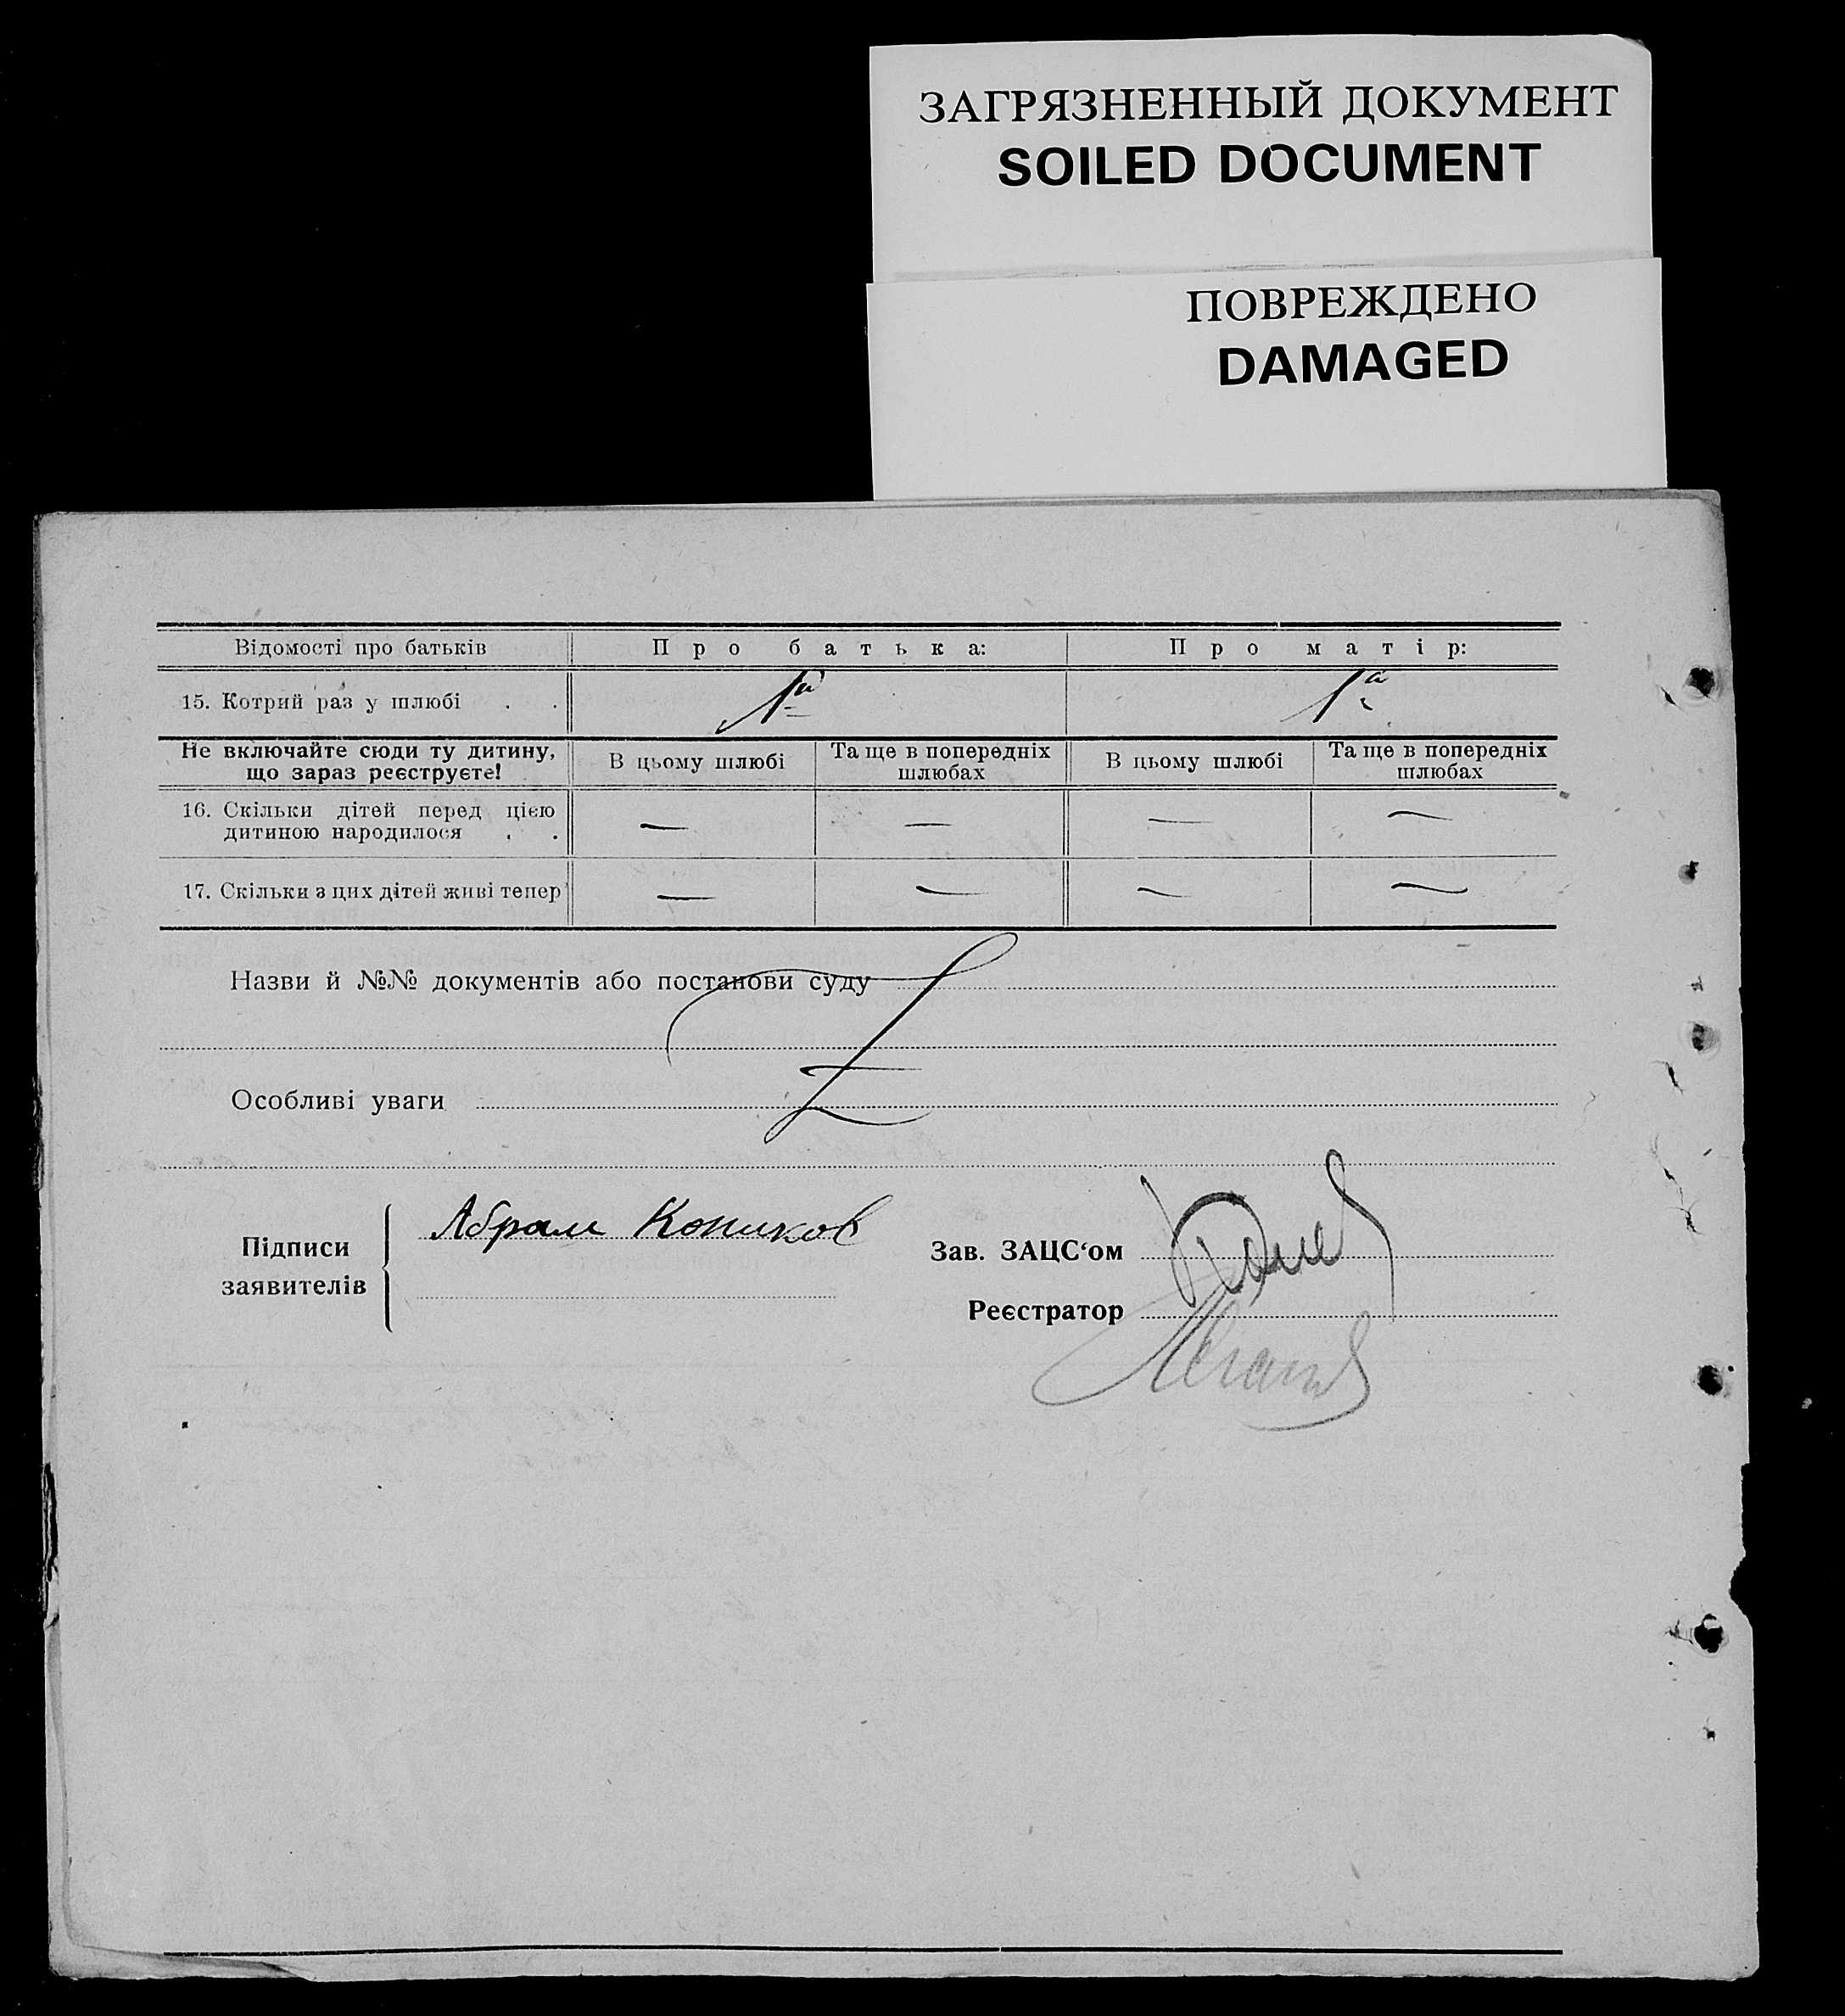 ЗАГРЯЗНЕННЫЙ ДОКУМЕНТ
SOILED DOCUMENT
ПОВРЕЖДЕНО
DAMAGED
Відомості про батьків Про батька: Про матір:
15. Котрий раз у шлюбі . . 1й 1а
Не включайте сюди ту дитину, що зараз реєструєте! В цьому шлюбі Та ще в попередніх шлюбах В цьому шлюбі Та ще в попередніх шлюбах
16. Скільки дітей перед цією дитиною народилося . . — — — —
17. Скільки з цих дітей живі тепер — — — —
Назви й №№ документів або постанови суду
Особливі уваги
Підписи заявителів Абрам Коников
Зав. ЗАЦС‘ом
Реєстратор